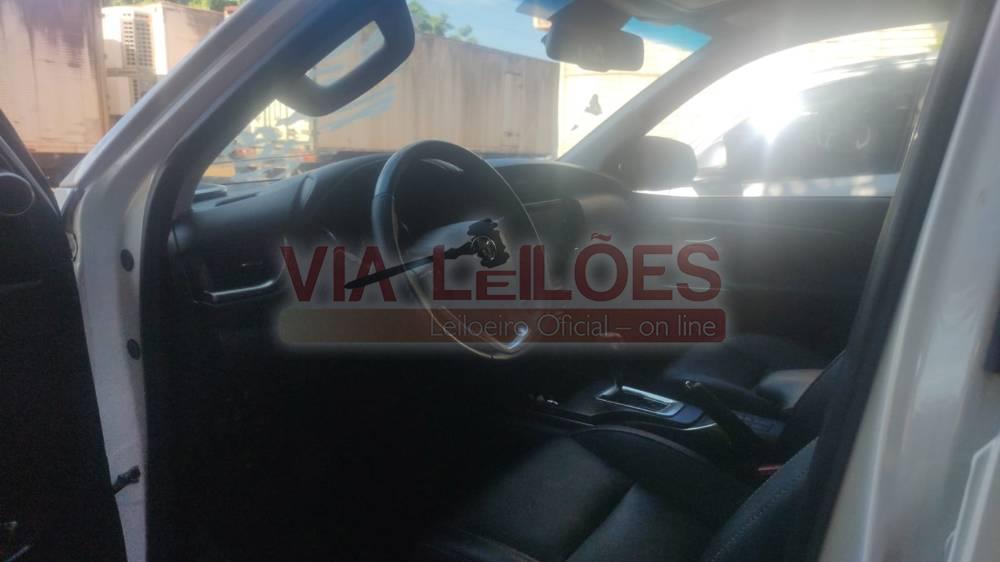 VIA LEILÕES
Leiloeiro Oficial – on line